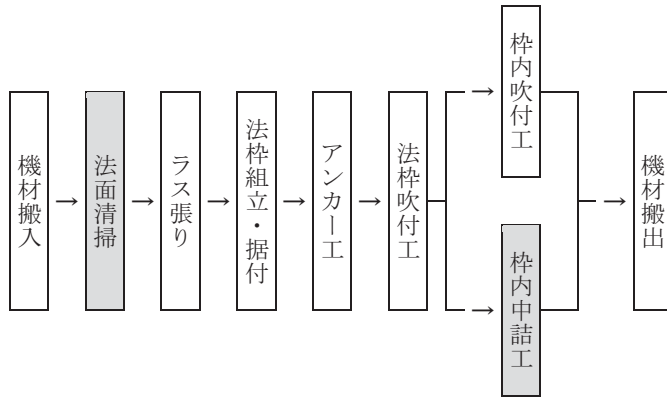 機材搬入
法面清掃
ラス張り
法枠組立・据付
アンカー工
法枠吹付工
枠内吹付工
枠内中詰工
機材搬出